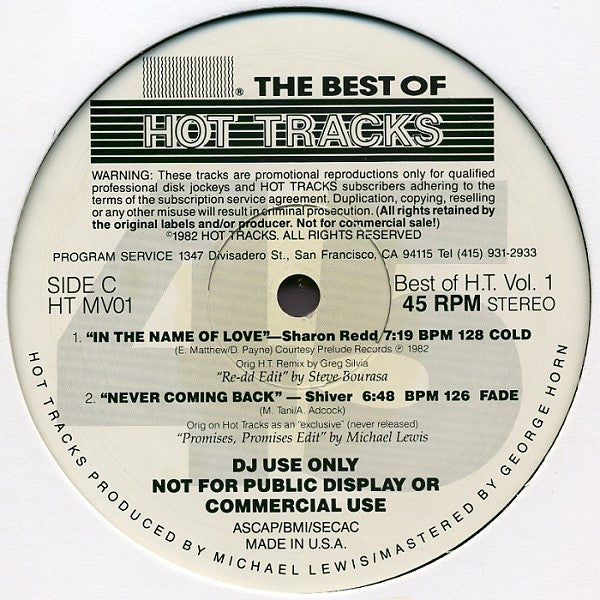 ® THE BEST OF
HOT TRACKS
WARNING: These tracks are promotional reproductions only for qualified
professional disk jockeys and HOT TRACKS subscribers adhering to the
terms of the subscription service agreement. Duplication, copying, reselling
or any other misuse will result in criminal prosecution. (All rights retained by
the original labels and/or producer. Not for commercial sale!)
©1982 HOT TRACKS. ALL RIGHTS RESERVED
PROGRAM SERVICE 1347 Divisadero St., San Francisco, CA 94115 Tel (415) 931-2933
SIDE C
HT MV01
Best of H.T. Vol. 1
45 RPM STEREO
45
1. “IN THE NAME OF LOVE”—Sharon Redd/7:19 BPM 128 COLD
(E. Matthew/D. Payne) Courtesy Prelude Records ℗ 1982
Orig H.T. Remix by Greg Silvia
“Re-dd Edit” by Steve Bourasa
2. “NEVER COMING BACK” — Shiver 6:48 BPM 126 FADE
(M. Tani/A. Adcock)
Orig on Hot Tracks as an “exclusive” (never released)
“Promises, Promises Edit” by Michael Lewis
DJ USE ONLY
NOT FOR PUBLIC DISPLAY OR
COMMERCIAL USE
ASCAP/BMI/SECAC
MADE IN U.S.A.
HOT TRACKS PRODUCED BY MICHAEL LEWIS/MASTERED BY GEORGE HORN